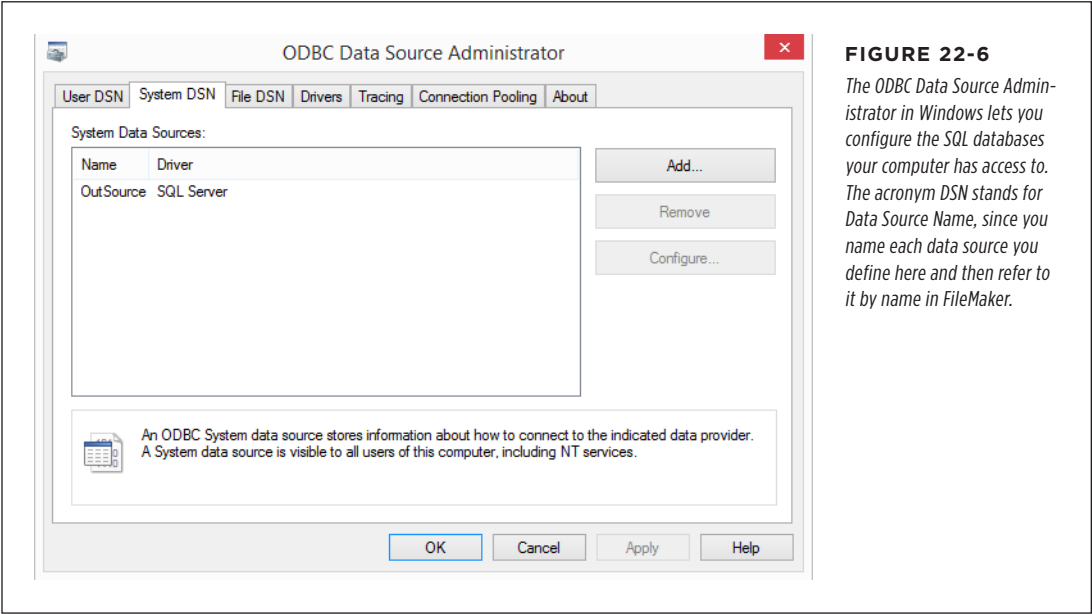 ODBC Data Source Administrator
User DSN
System DSN
File DSN
Drivers
Tracing
Connection Pooling
About
System Data Sources:
Name Driver
OutSource SQL Server
Add...
Remove
Configure...
An ODBC System data source stores information about how to connect to the indicated data provider.
A System data source is visible to all users of this computer, including NT services.
OK
Cancel
Apply
Help
FIGURE 22-6
The ODBC Data Source Admin-
istrator in Windows lets you
configure the SQL databases
your computer has access to.
The acronym DSN stands for
Data Source Name, since you
name each data source you
define here and then refer to
it by name in FileMaker.